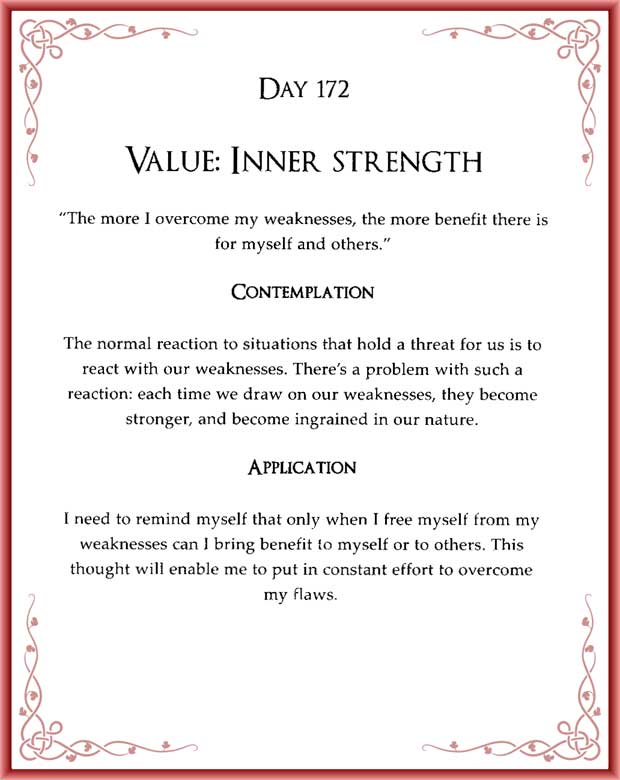 DAY 172
VALUE: INNER STRENGTH
“The more I overcome my weaknesses, the more benefit there is
for myself and others.”
CONTEMPLATION
The normal reaction to situations that hold a threat for us is to
react with our weaknesses. There’s a problem with such a
reaction: each time we draw on our weaknesses, they become
stronger, and become ingrained in our nature.
APPLICATION
I need to remind myself that only when I free myself from my
weaknesses can I bring benefit to myself or to others. This
thought will enable me to put in constant effort to overcome
my flaws.